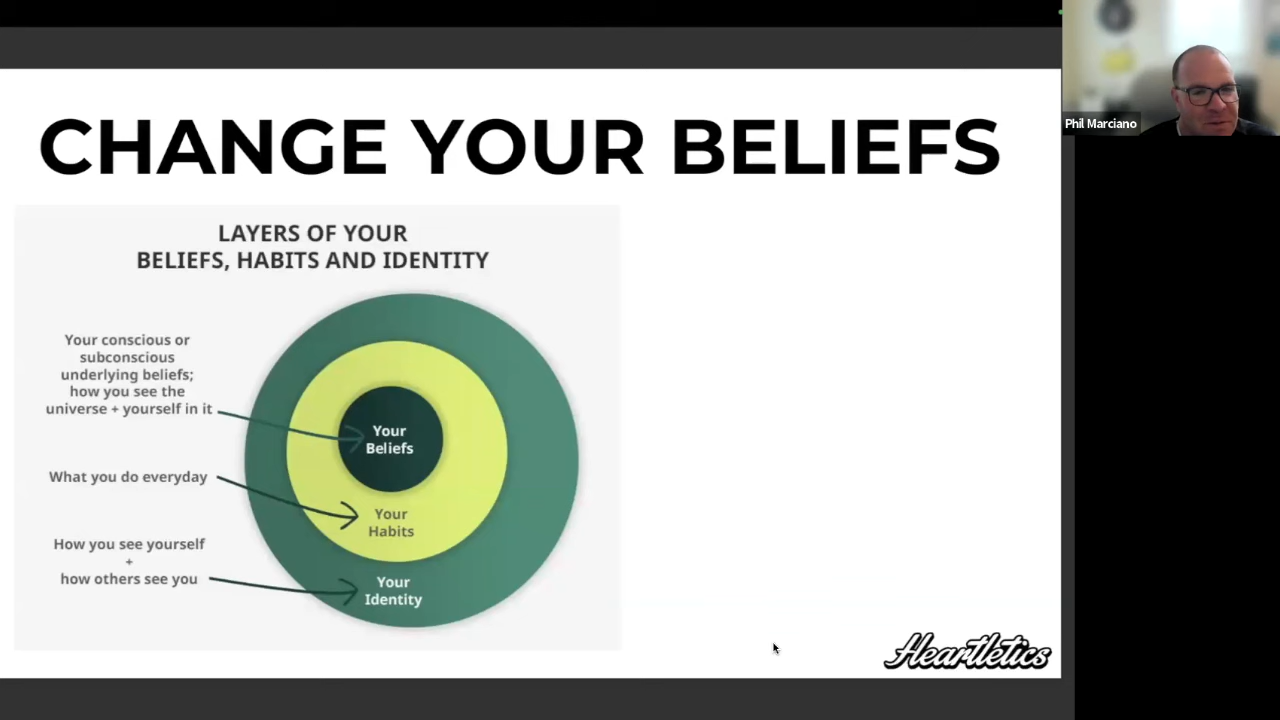 CHANGE YOUR BELIEFS
LAYERS OF YOUR
BELIEFS, HABITS AND IDENTITY
Your conscious or
subconscious
underlying beliefs;
how you see the
universe + yourself in it
Your
Beliefs
What you do everyday
Your
Habits
How you see yourself
+
how others see you
Your
Identity
Heartletics
Phil Marciano